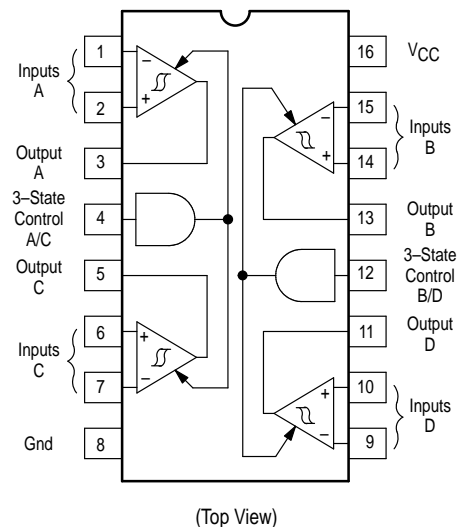 1
Inputs
A
2
−
+
Output
A
3
3–State
Control
A/C
4
Output
C
5
6
Inputs
C
7
+
−
Gnd
8
16
VCC
15
Inputs
B
14
−
+
13
Output
B
12
3–State
Control
B/D
11
Output
D
10
Inputs
D
9
+
−
(Top View)